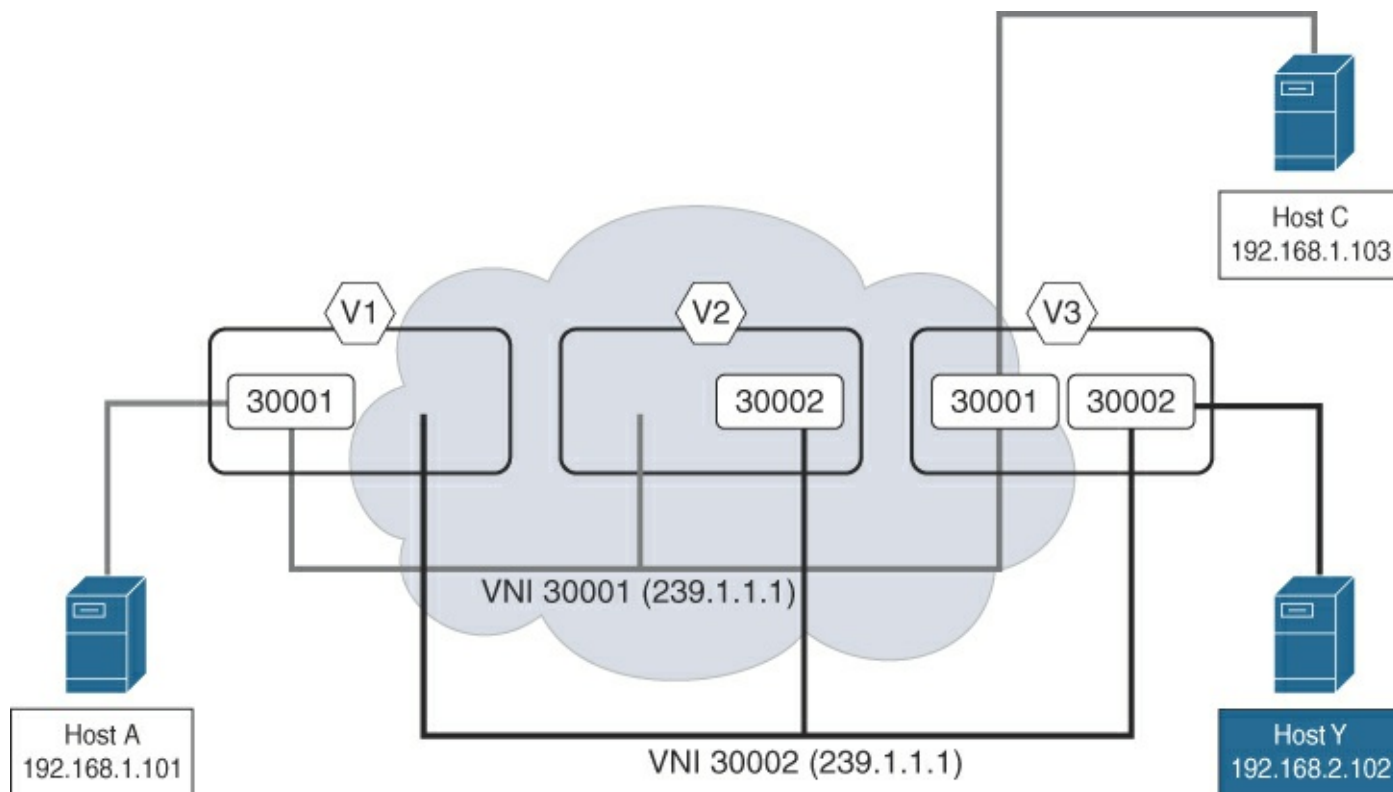 Host C
192.168.1.103
V1
V2
V3
30001
30002
30001
30002
VNI 30001 (239.1.1.1)
Host A
192.168.1.101
VNI 30002 (239.1.1.1)
Host Y
192.168.2.102